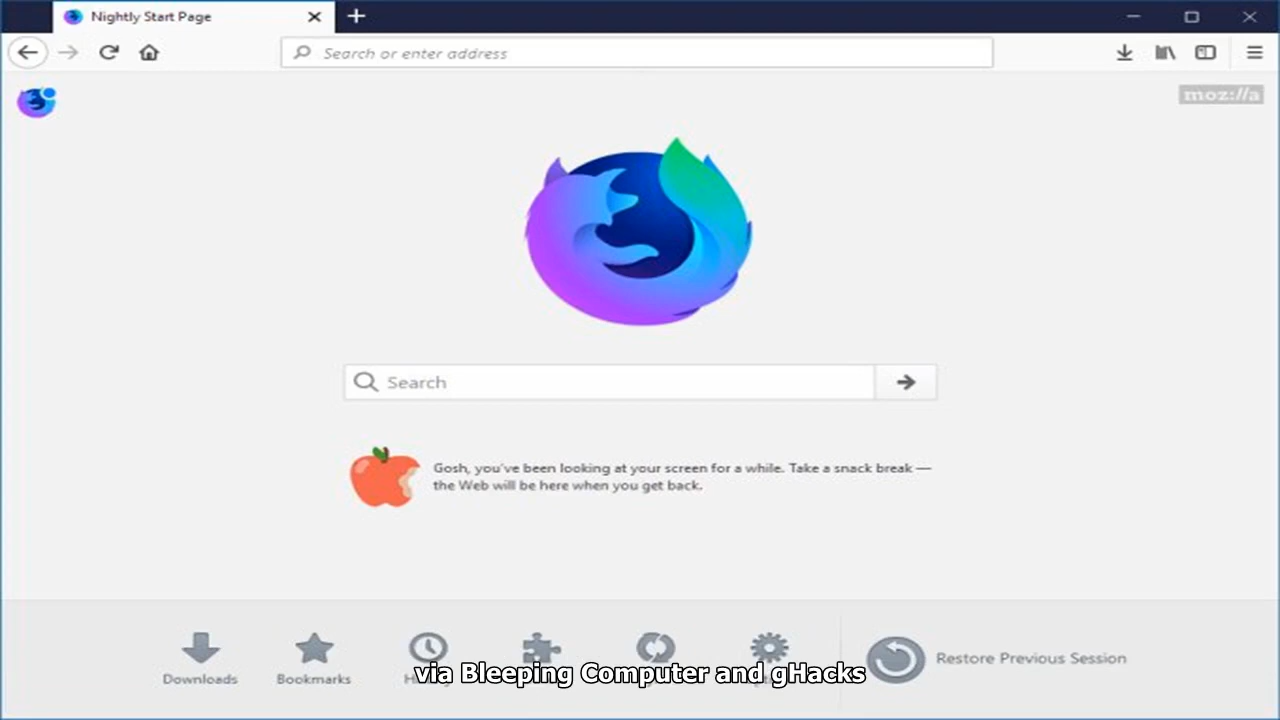 Nightly Start Page
Search or enter address
moz://a
Search
Gosh, you've been looking at your screen for a while. Take a snack break —
the Web will be here when you get back.
Restore Previous Session
via Bleeping Computer and gHacks
Downloads
Bookmarks